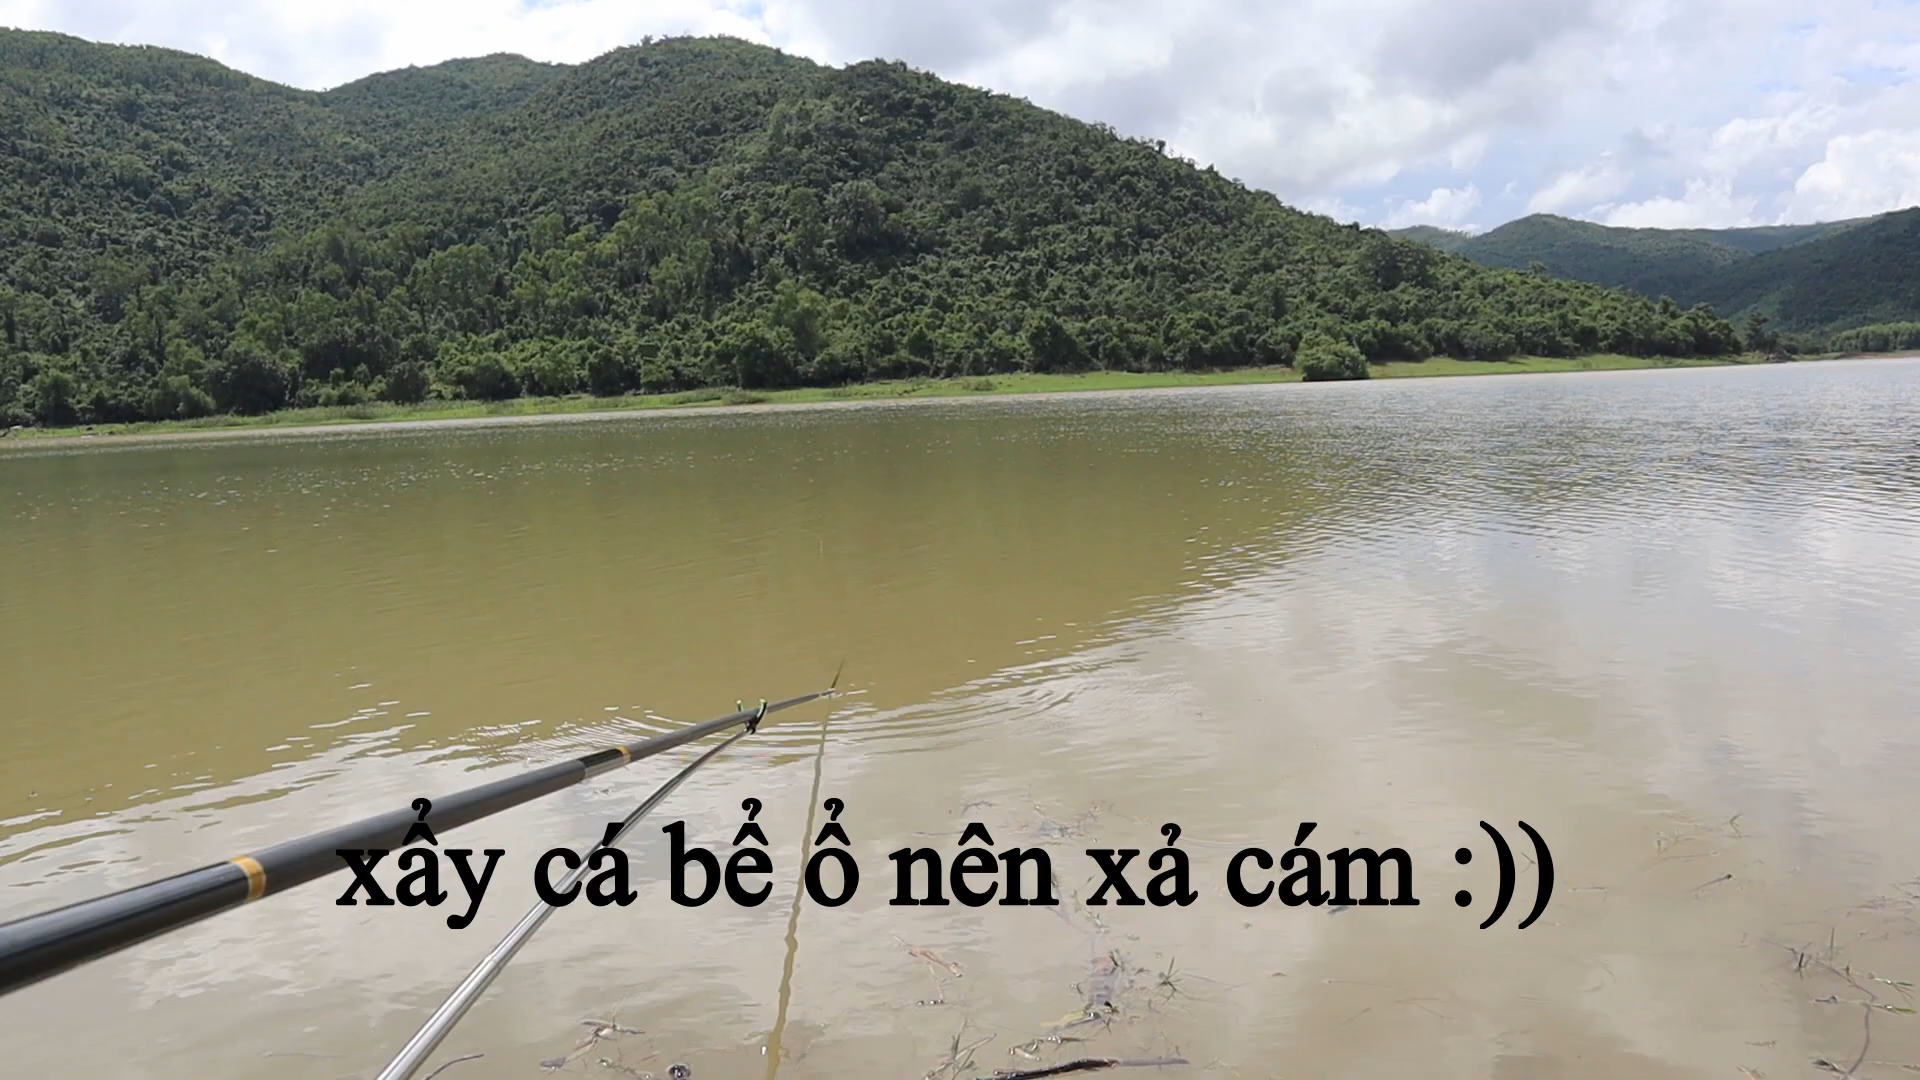 xẩy cá bể ổ nên xả cám :))